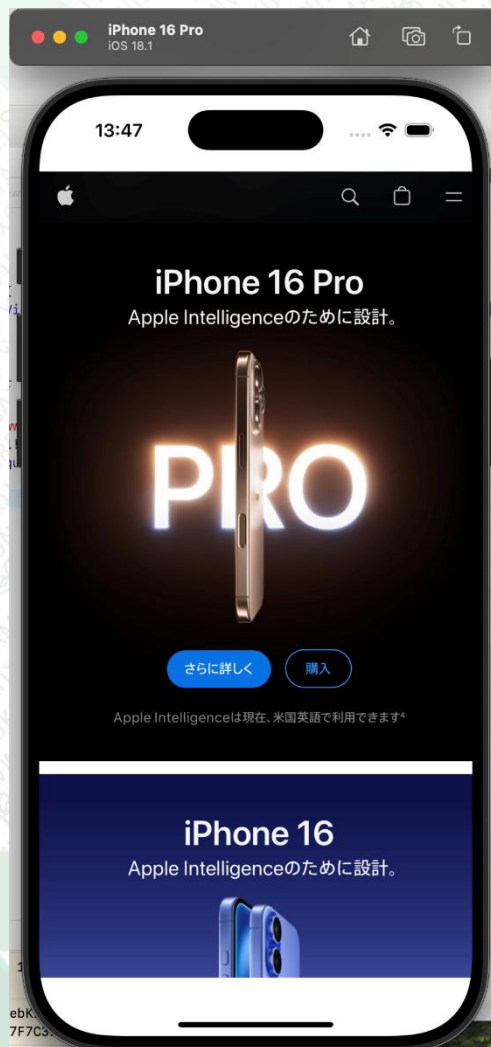 iPhone 16 Pro
iOS 18.1
13:47
iPhone 16 Pro
Apple Intelligenceのために設計。
PRO
さらに詳しく
購入
Apple Intelligenceは現在、米国英語で利用できます⁴
iPhone 16
Apple Intelligenceのために設計。